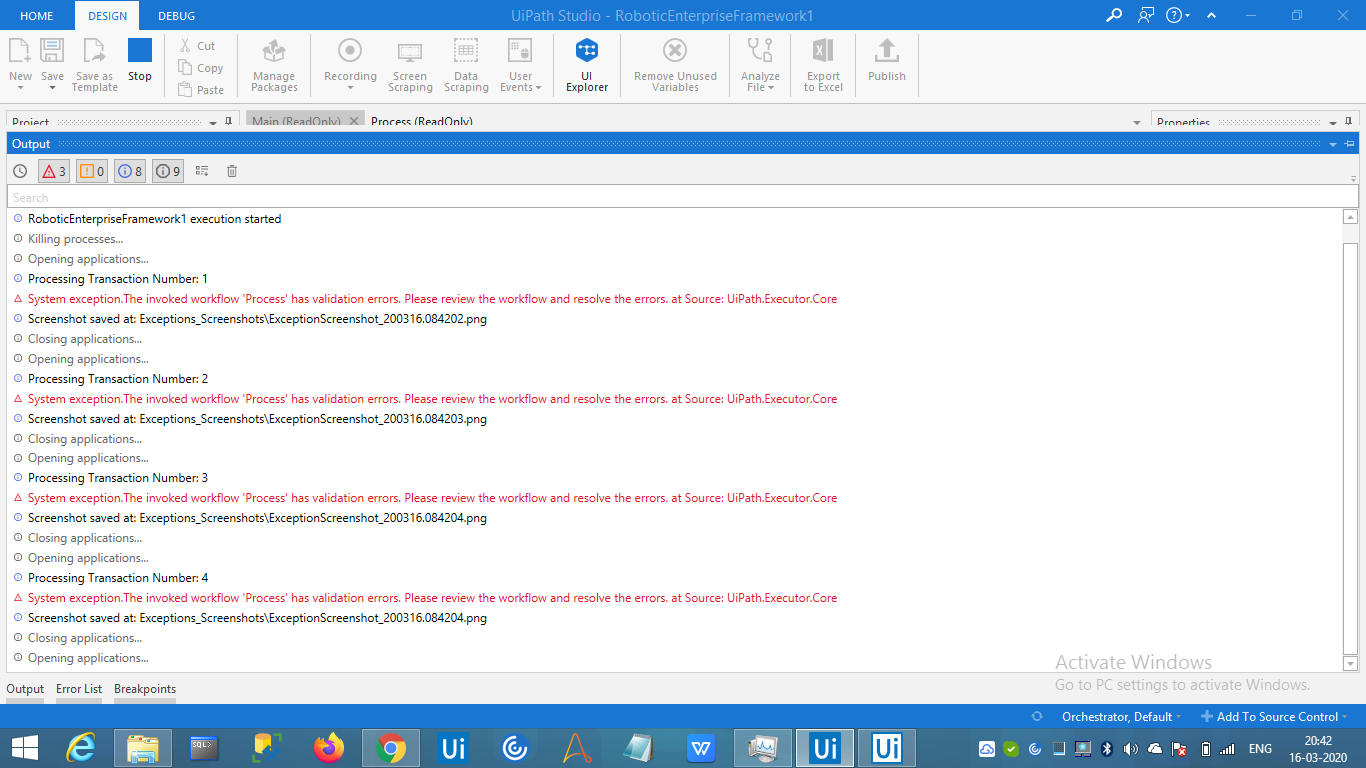 HOME DESIGN DEBUG UiPath Studio - RoboticEnterpriseFramework1
New Save Save as Template Stop Cut Copy Paste Manage Packages Recording Screen Scraping Data Scraping User Events UI Explorer Remove Unused Variables Analyze File Export to Excel Publish
Project Main (ReadOnly) Process (ReadOnly) Properties
Output
3 0 8 9
Search
RoboticEnterpriseFramework1 execution started
Killing processes...
Opening applications...
Processing Transaction Number: 1
System exception.The invoked workflow 'Process' has validation errors. Please review the workflow and resolve the errors. at Source: UiPath.Executor.Core
Screenshot saved at: Exceptions_Screenshots\ExceptionScreenshot_200316.084202.png
Closing applications...
Opening applications...
Processing Transaction Number: 2
System exception.The invoked workflow 'Process' has validation errors. Please review the workflow and resolve the errors. at Source: UiPath.Executor.Core
Screenshot saved at: Exceptions_Screenshots\ExceptionScreenshot_200316.084203.png
Closing applications...
Opening applications...
Processing Transaction Number: 3
System exception.The invoked workflow 'Process' has validation errors. Please review the workflow and resolve the errors. at Source: UiPath.Executor.Core
Screenshot saved at: Exceptions_Screenshots\ExceptionScreenshot_200316.084204.png
Closing applications...
Opening applications...
Processing Transaction Number: 4
System exception.The invoked workflow 'Process' has validation errors. Please review the workflow and resolve the errors. at Source: UiPath.Executor.Core
Screenshot saved at: Exceptions_Screenshots\ExceptionScreenshot_200316.084204.png
Closing applications...
Opening applications...
Activate Windows
Go to PC settings to activate Windows.
Output Error List Breakpoints
Orchestrator, Default Add To Source Control
SQL> Ui W Ui Ui ENG 20:42
16-03-2020